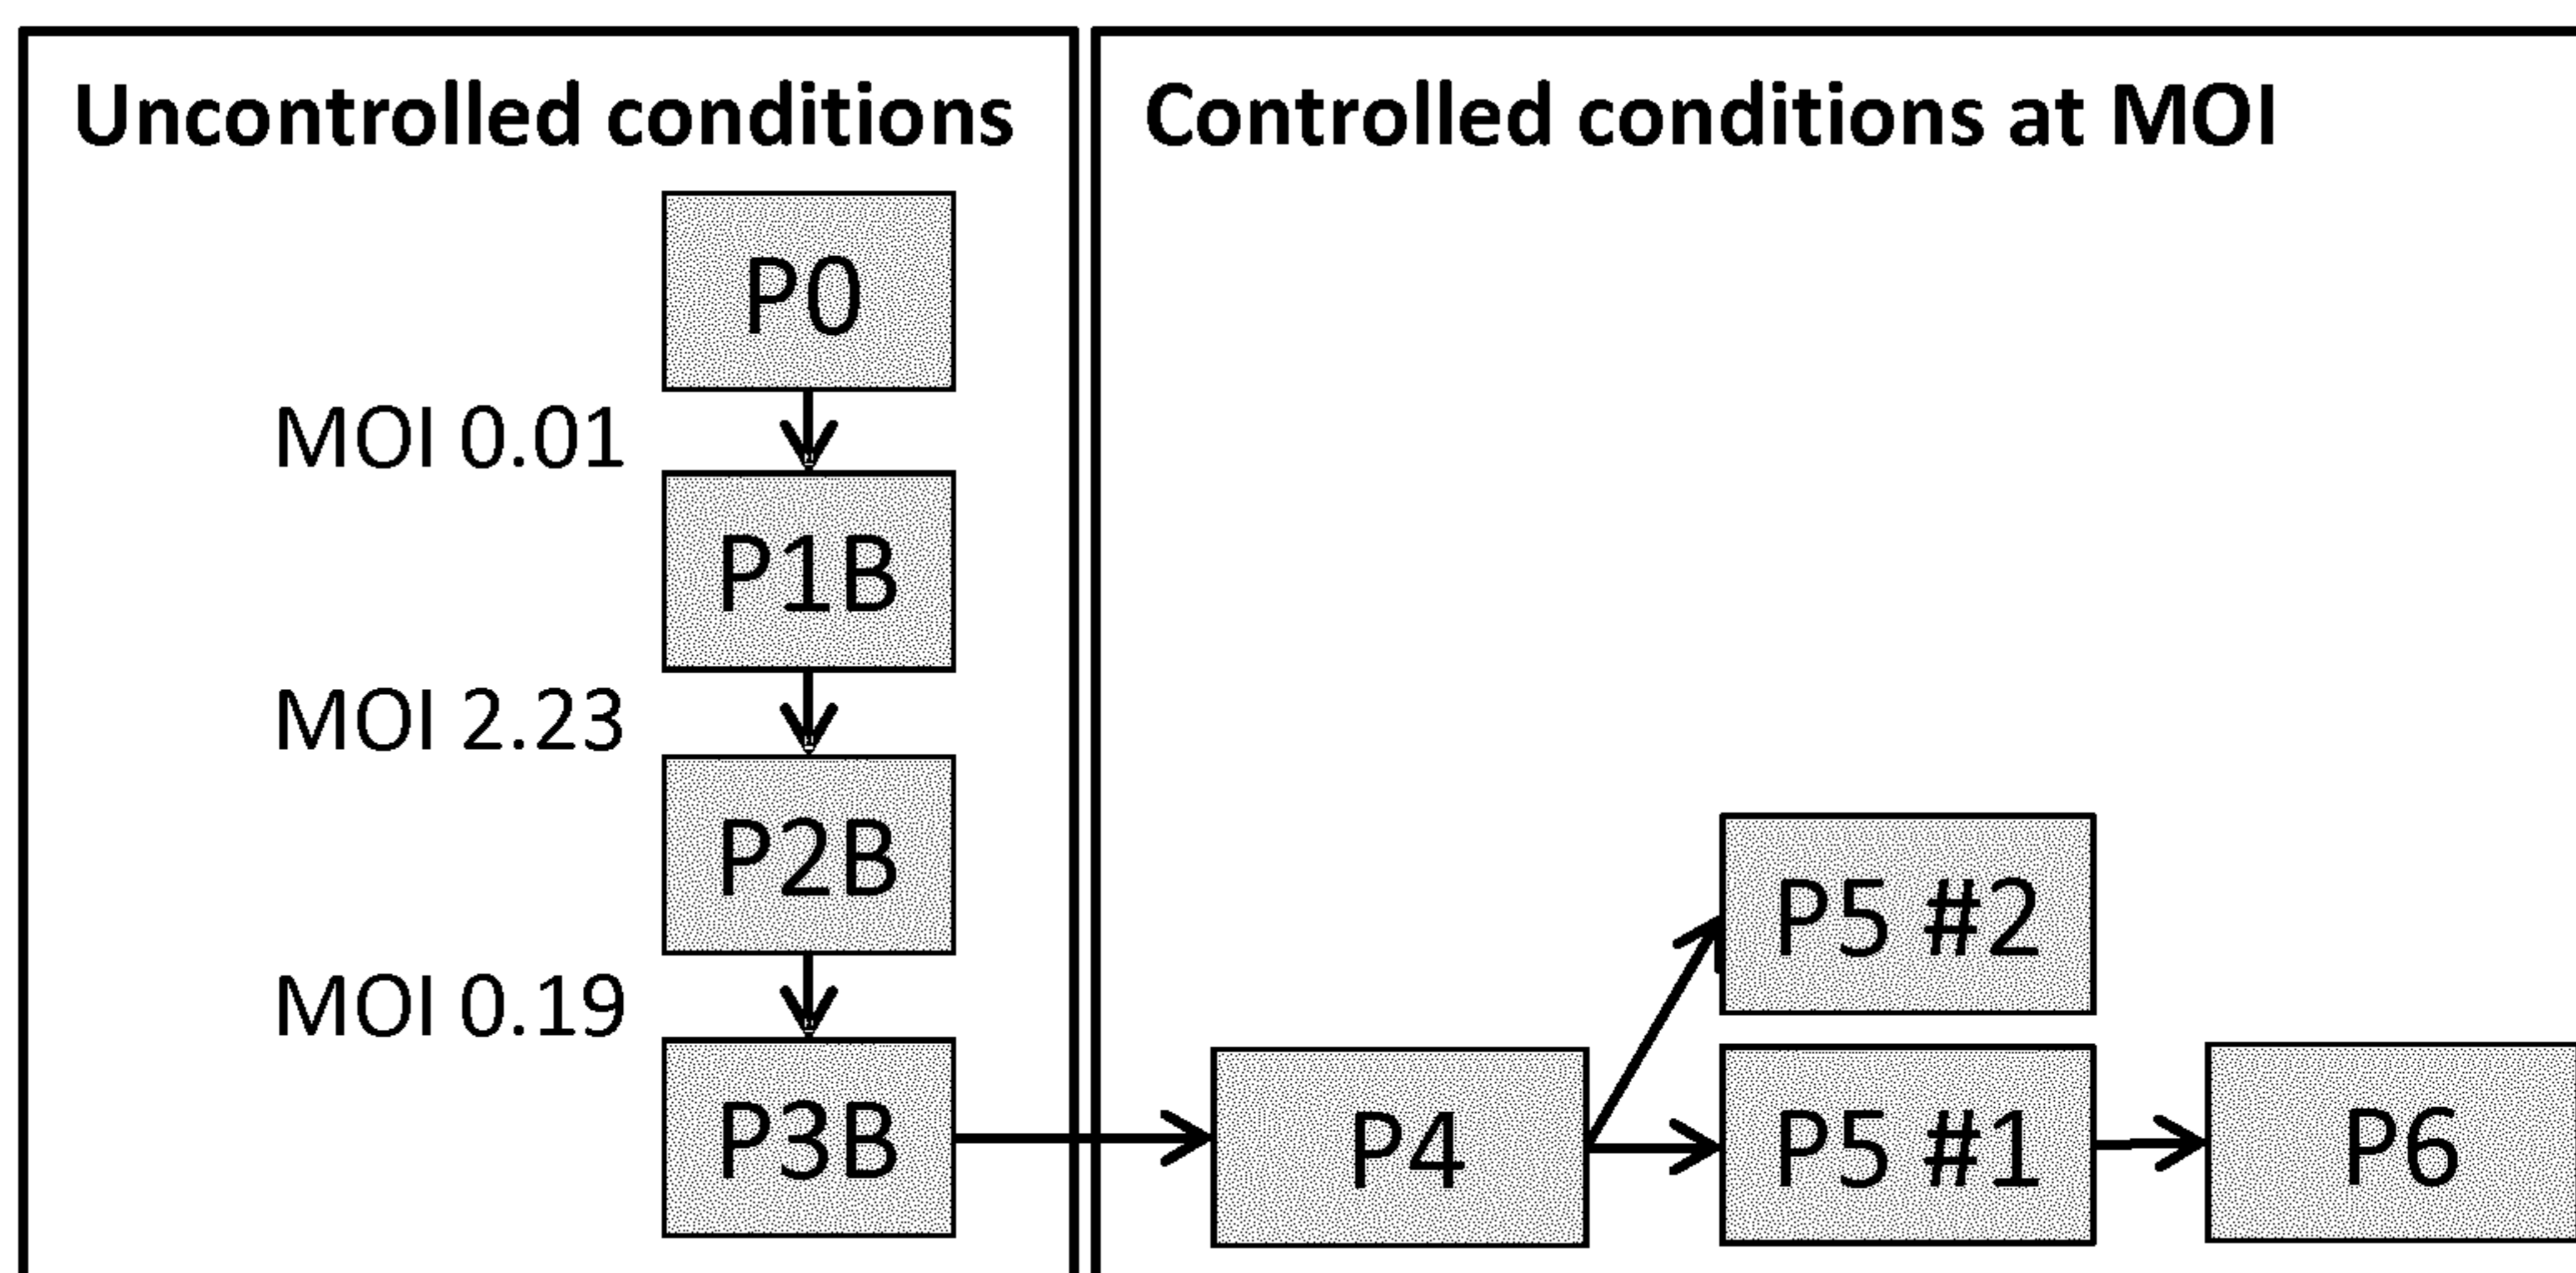 Uncontrolled conditions
P0
MOI 0.01
P1B
MOI 2.23
P2B
MOI 0.19
P3B
Controlled conditions at MOI
P4
P5 #2
P5 #1
P6